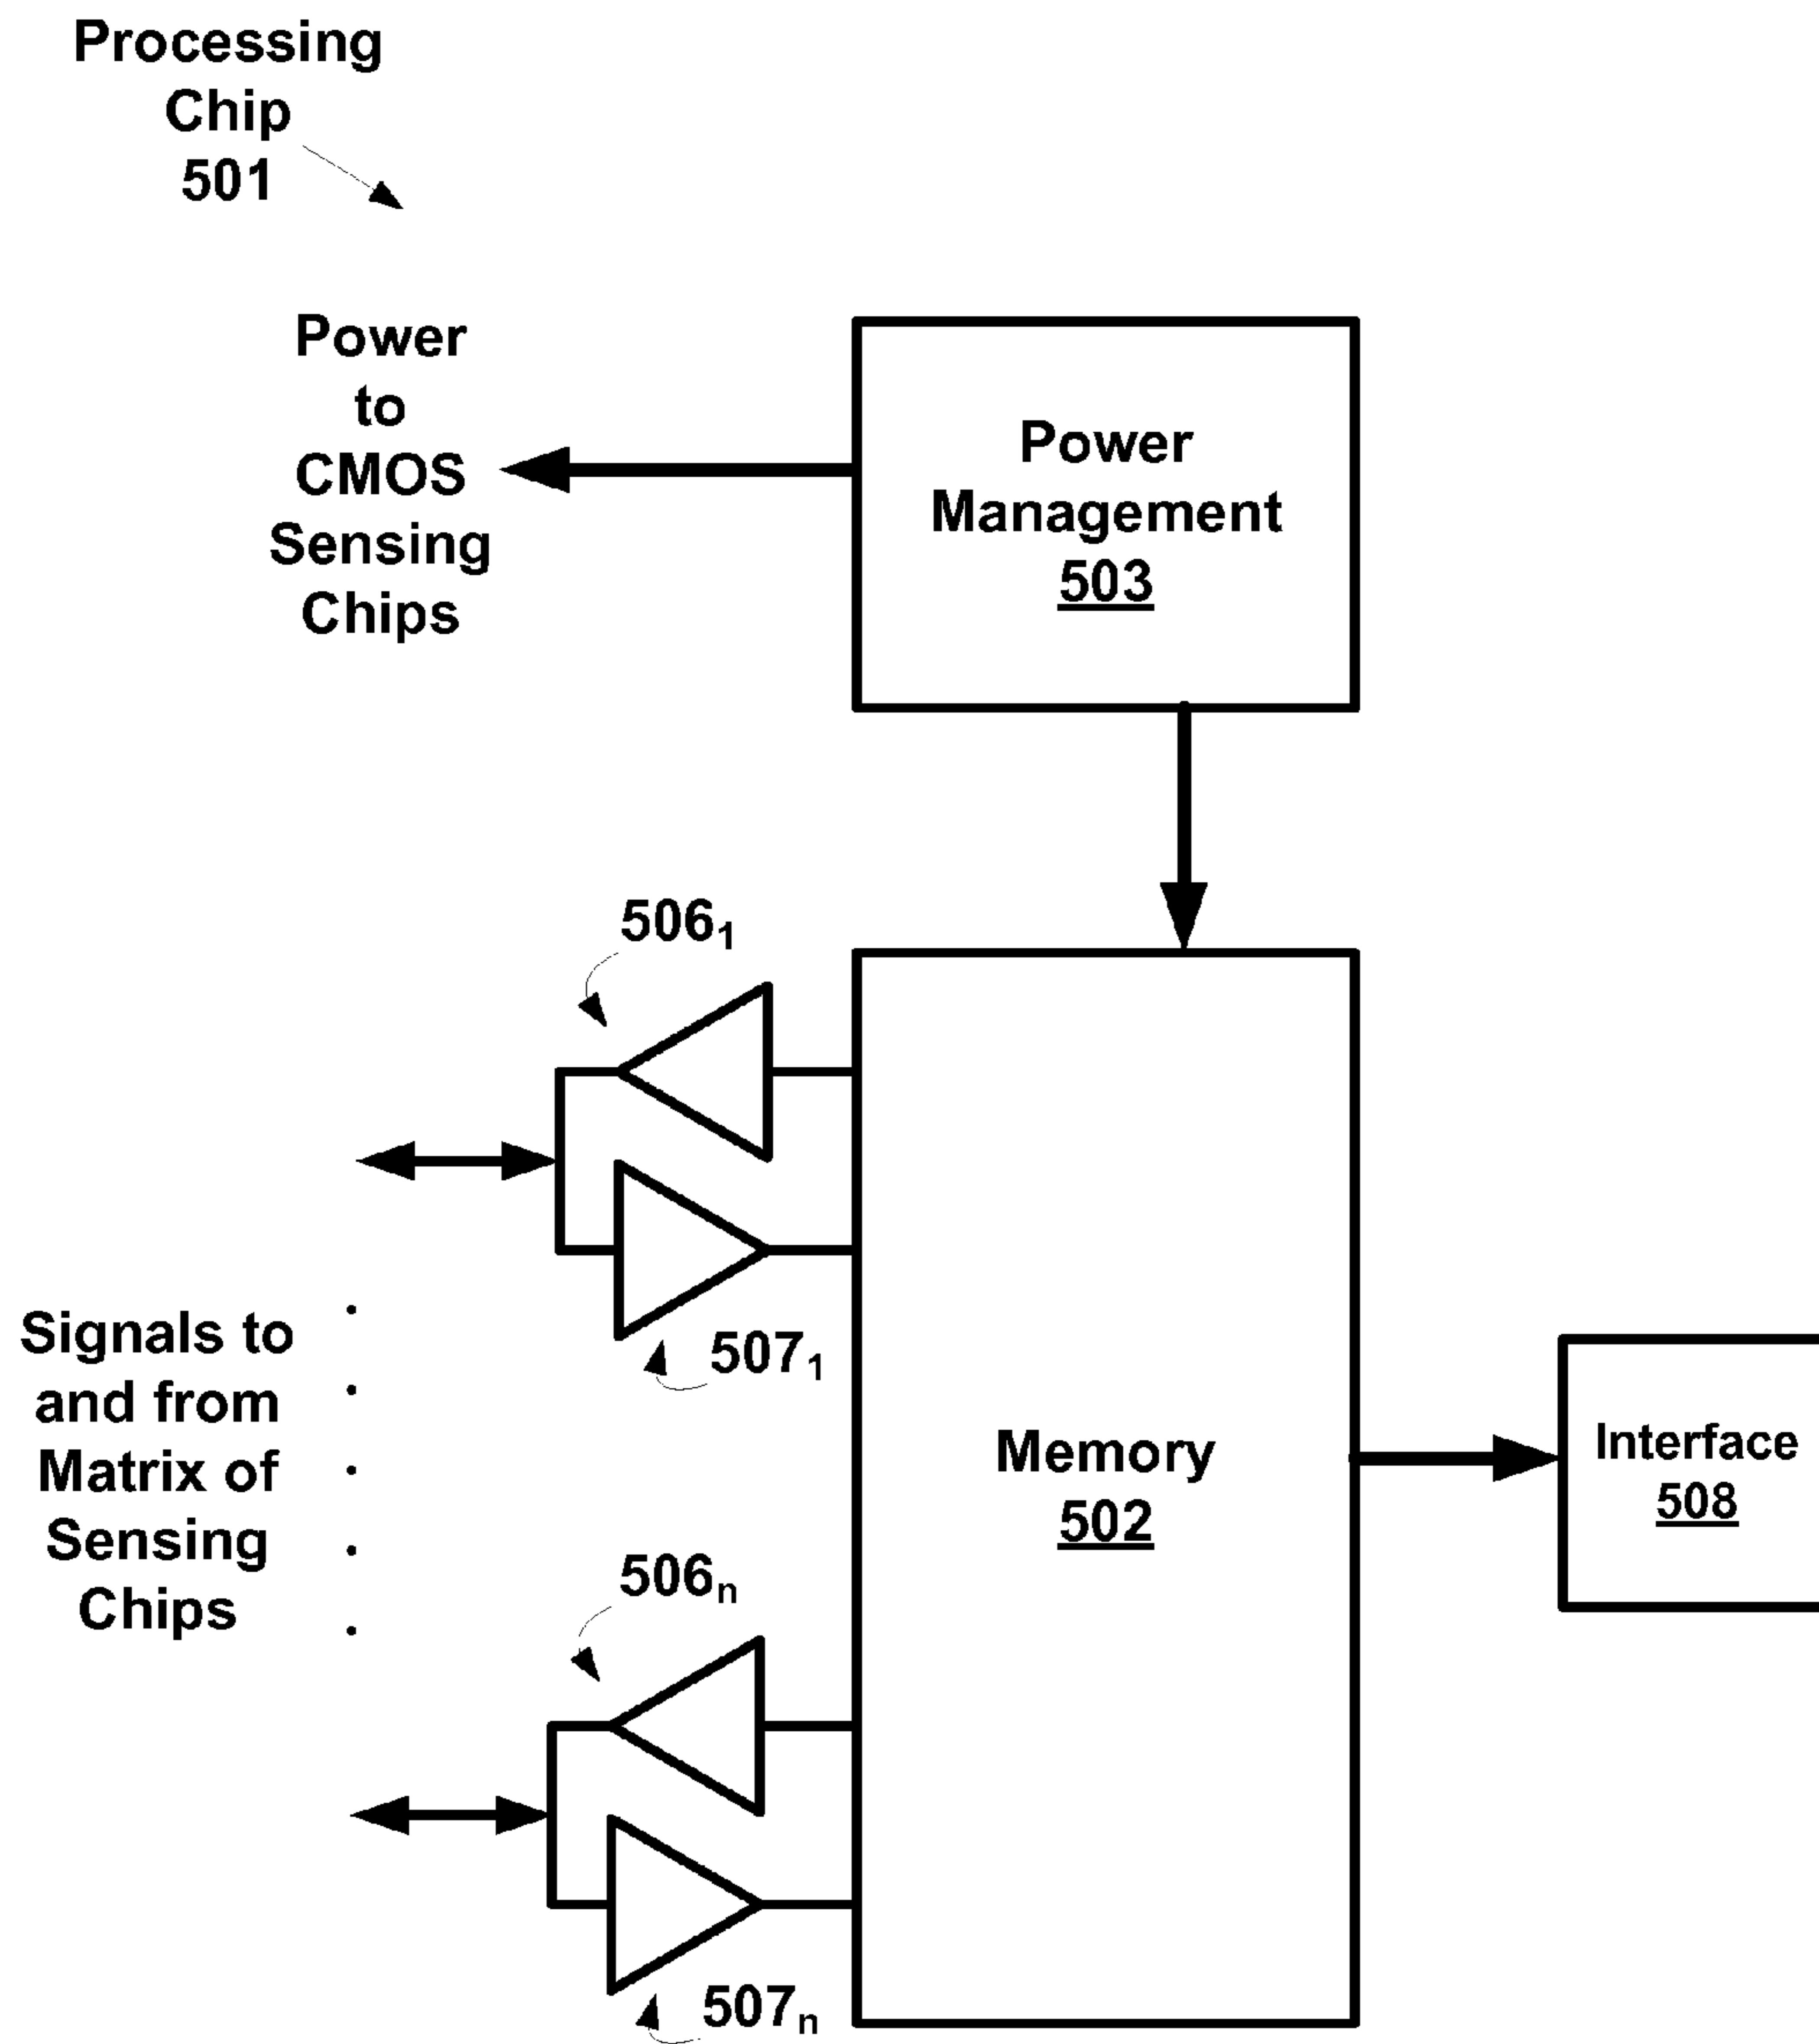 Processing
Chip
501
Power
to
CMOS
Sensing
Chips
Power
Management
503
506₁
507₁
Signals to
and from
Matrix of
Sensing
Chips
Memory
502
Interface
508
506ₙ
507ₙ